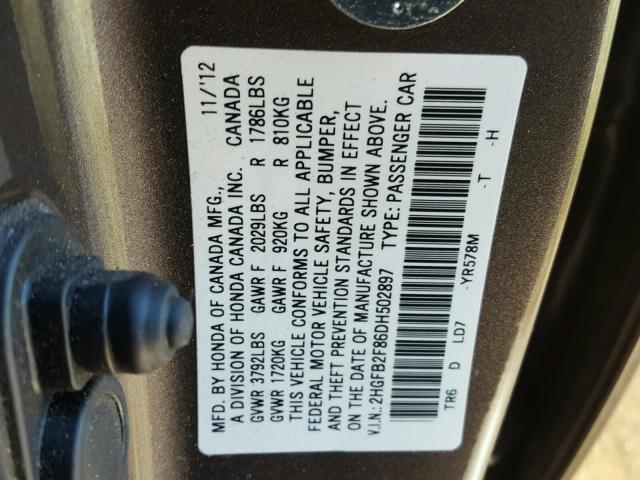 MFD. BY HONDA OF CANADA MFG., 11/'12
A DIVISION OF HONDA CANADA INC. CANADA
GVWR 3792LBS GAWR F 2029LBS R 1786LBS
GVWR 1720KG GAWR F 920KG R 810KG
THIS VEHICLE CONFORMS TO ALL APPLICABLE
FEDERAL MOTOR VEHICLE SAFETY, BUMPER,
AND THEFT PREVENTION STANDARDS IN EFFECT
ON THE DATE OF MANUFACTURE SHOWN ABOVE.
V.I.N.: 2HGFB2F86DH502897 TYPE: PASSENGER CAR
TR6 D LD7 -YR578M -T -H